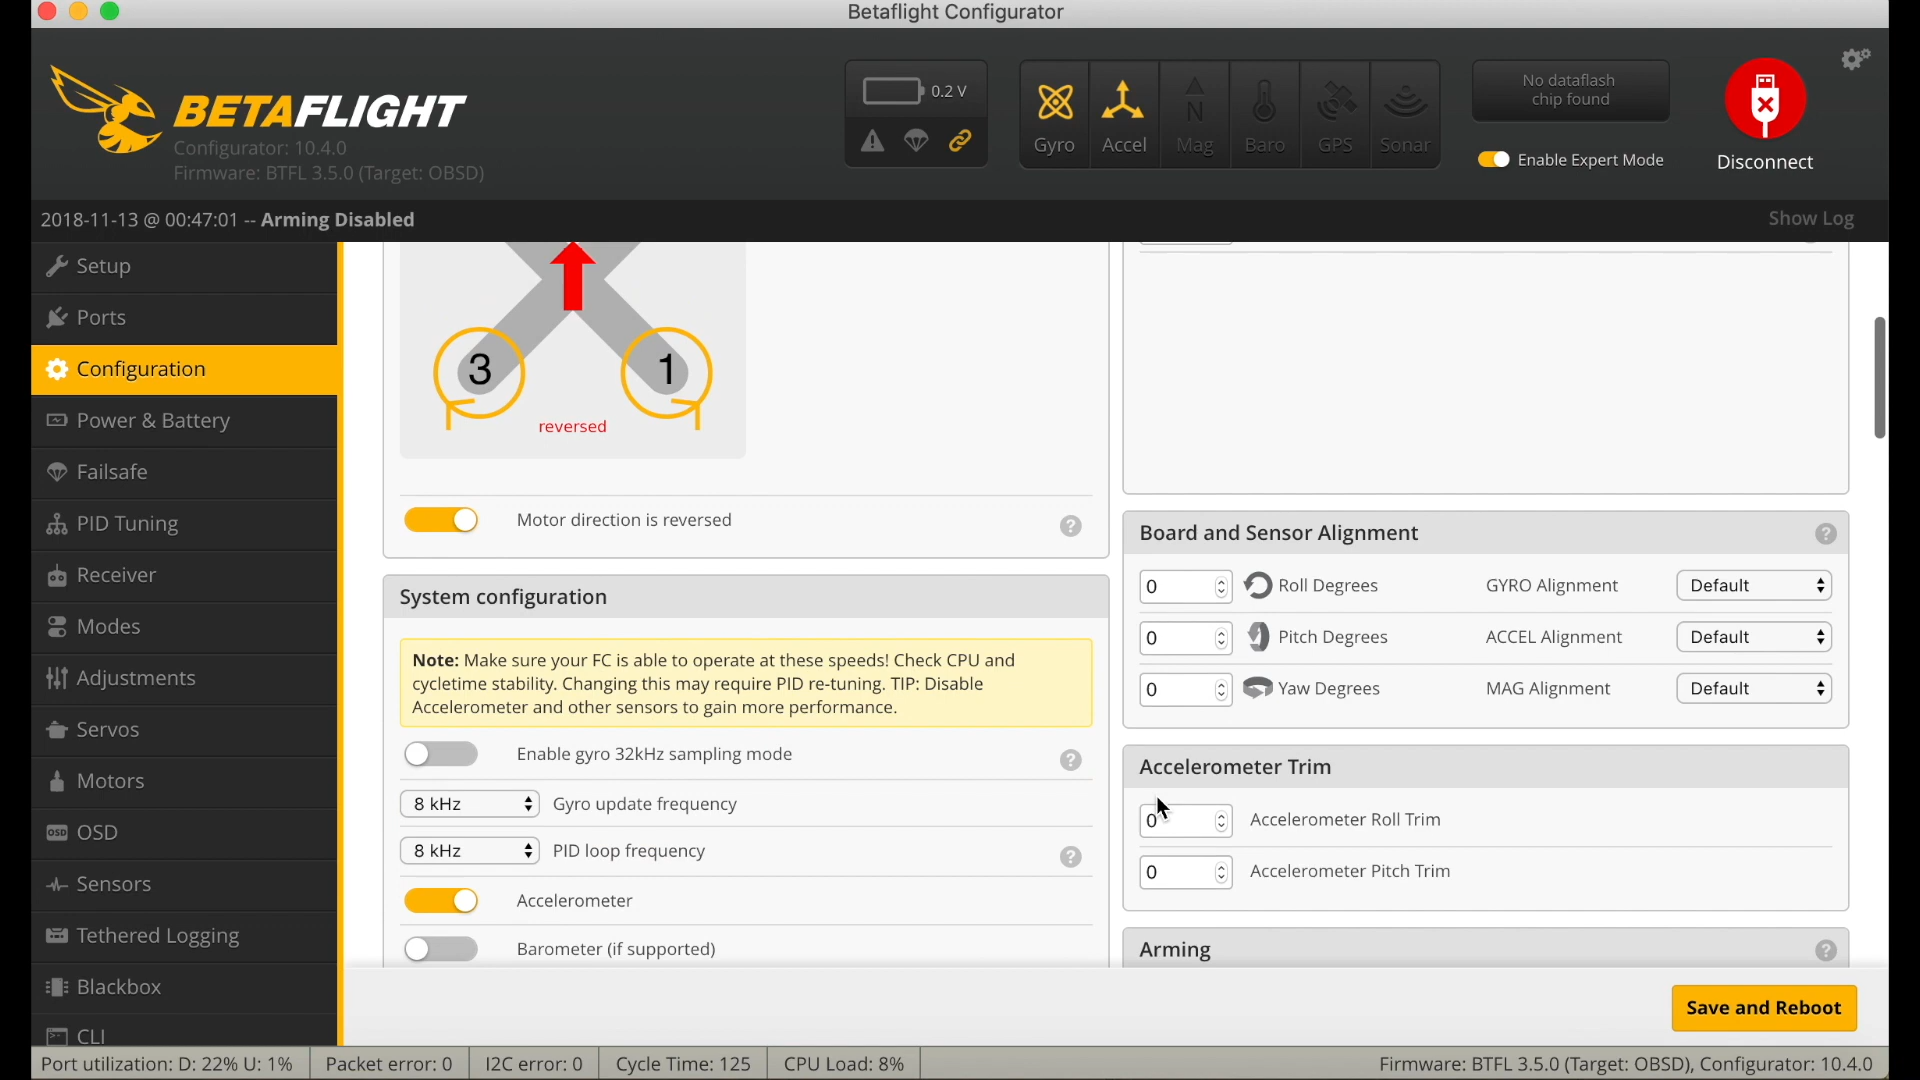 Betaflight Configurator
BETAFLIGHT
Configurator: 10.4.0
Firmware: BTFL 3.5.0 (Target: OBSD)
0.2 V
Gyro
Accel
Mag
Baro
GPS
Sonar
No dataflash
chip found
Enable Expert Mode
Disconnect
2018-11-13 @ 00:47:01 -- Arming Disabled
Show Log
Setup
Ports
Configuration
Power & Battery
Failsafe
PID Tuning
Receiver
Modes
Adjustments
Servos
Motors
OSD
Sensors
Tethered Logging
Blackbox
CLI
3
1
reversed
Motor direction is reversed
System configuration
Note: Make sure your FC is able to operate at these speeds! Check CPU and
cycletime stability. Changing this may require PID re-tuning. TIP: Disable
Accelerometer and other sensors to gain more performance.
Enable gyro 32kHz sampling mode
8 kHz Gyro update frequency
8 kHz PID loop frequency
Accelerometer
Barometer (if supported)
Board and Sensor Alignment
0 Roll Degrees GYRO Alignment Default
0 Pitch Degrees ACCEL Alignment Default
0 Yaw Degrees MAG Alignment Default
Accelerometer Trim
0 Accelerometer Roll Trim
0 Accelerometer Pitch Trim
Arming
Save and Reboot
Port utilization: D: 22% U: 1% Packet error: 0 I2C error: 0 Cycle Time: 125 CPU Load: 8% Firmware: BTFL 3.5.0 (Target: OBSD), Configurator: 10.4.0